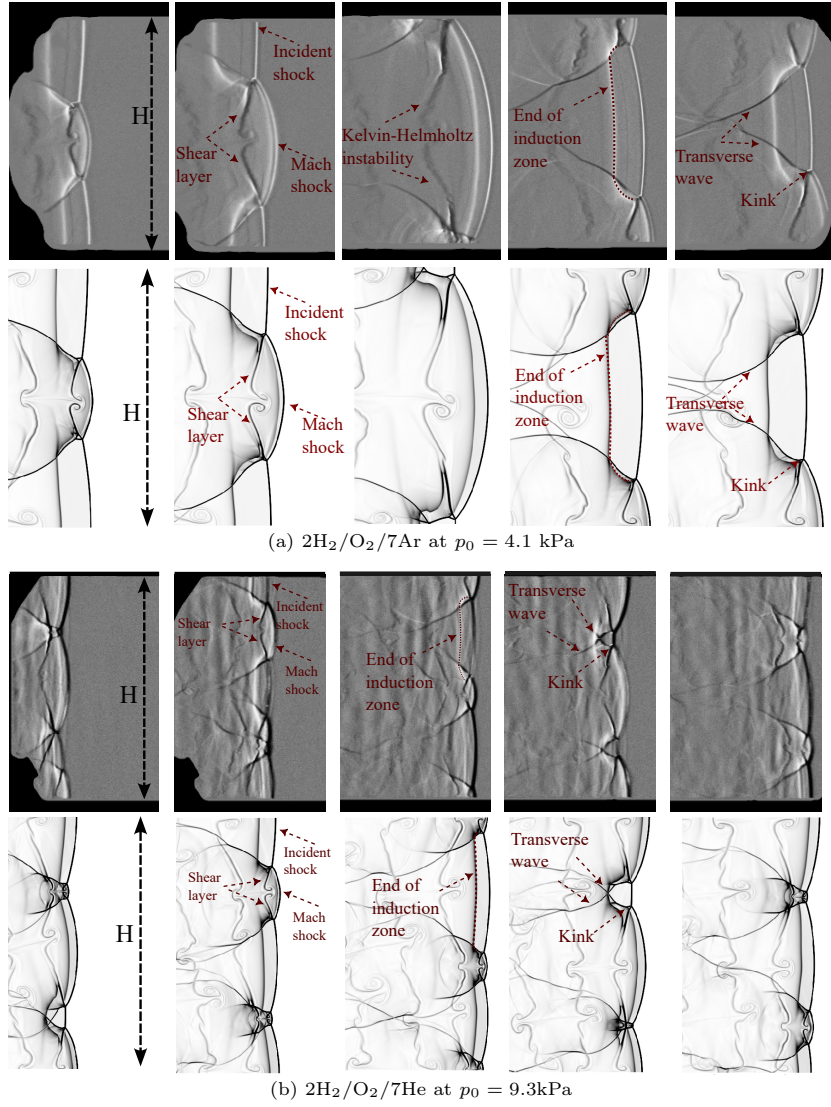 H
Incident
shock
Shear
layer
Mach
shock
Kelvin-Helmholtz
instability
End of
induction
zone
Transverse
wave
Kink
H
Incident
shock
Shear
layer
Mach
shock
End of
induction
zone
Transverse
wave
Kink
(a) 2H₂/O₂/7Ar at p₀ = 4.1 kPa
H
Incident
shock
Shear
layer
Mach
shock
End of
induction
zone
Transverse
wave
Kink
H
Incident
shock
Shear
layer
Mach
shock
End of
induction
zone
Transverse
wave
Kink
(b) 2H₂/O₂/7He at p₀ = 9.3kPa